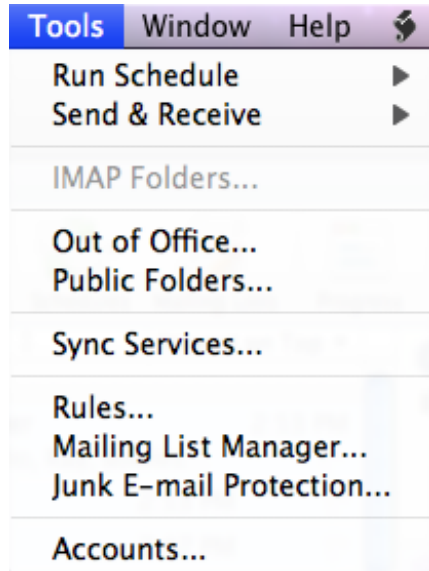 Tools Window Help
Run Schedule
Send & Receive
IMAP Folders...
Out of Office...
Public Folders...
Sync Services...
Rules...
Mailing List Manager...
Junk E-mail Protection...
Accounts...